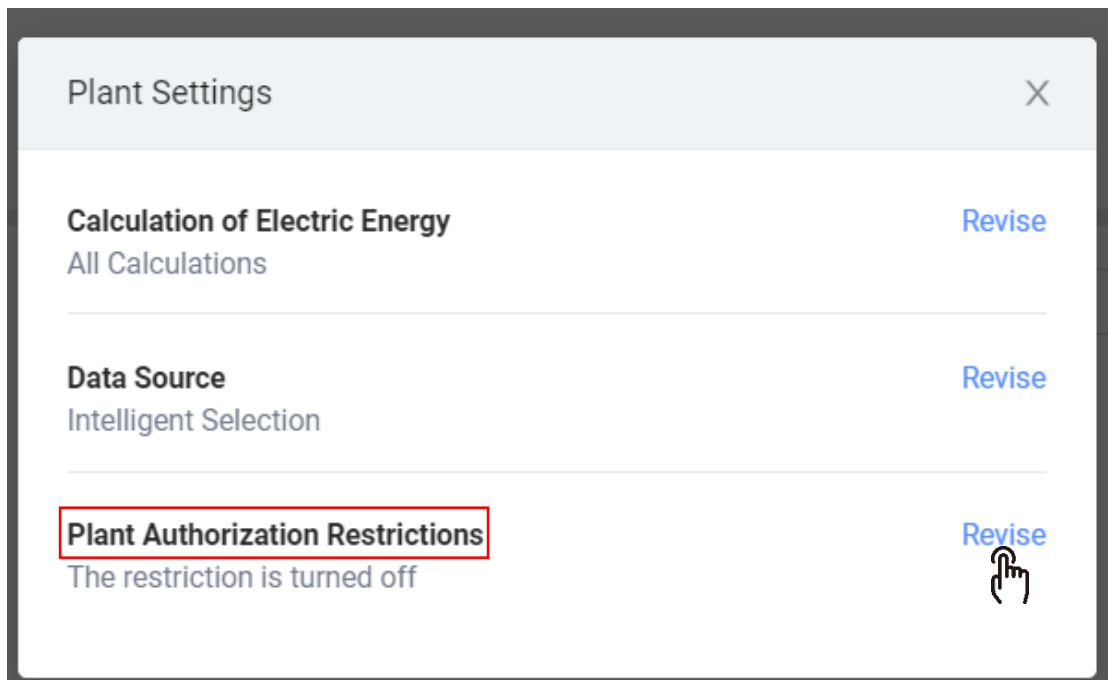 Plant Settings X
Calculation of Electric Energy Revise
All Calculations
Data Source Revise
Intelligent Selection
Plant Authorization Restrictions Revise
The restriction is turned off